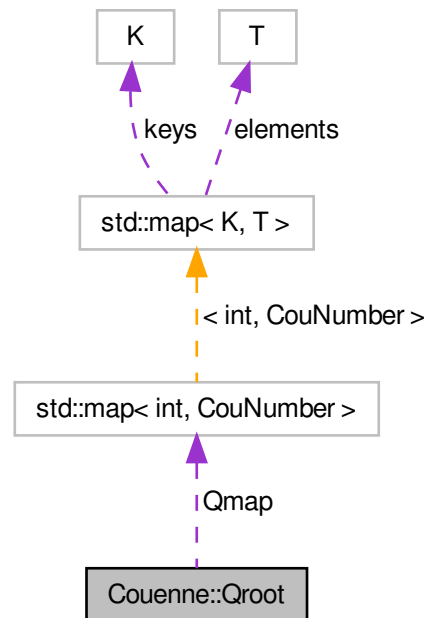 K T
keys elements
std::map< K, T >
< int, CouNumber >
std::map< int, CouNumber >
Qmap
Couenne::Qroot